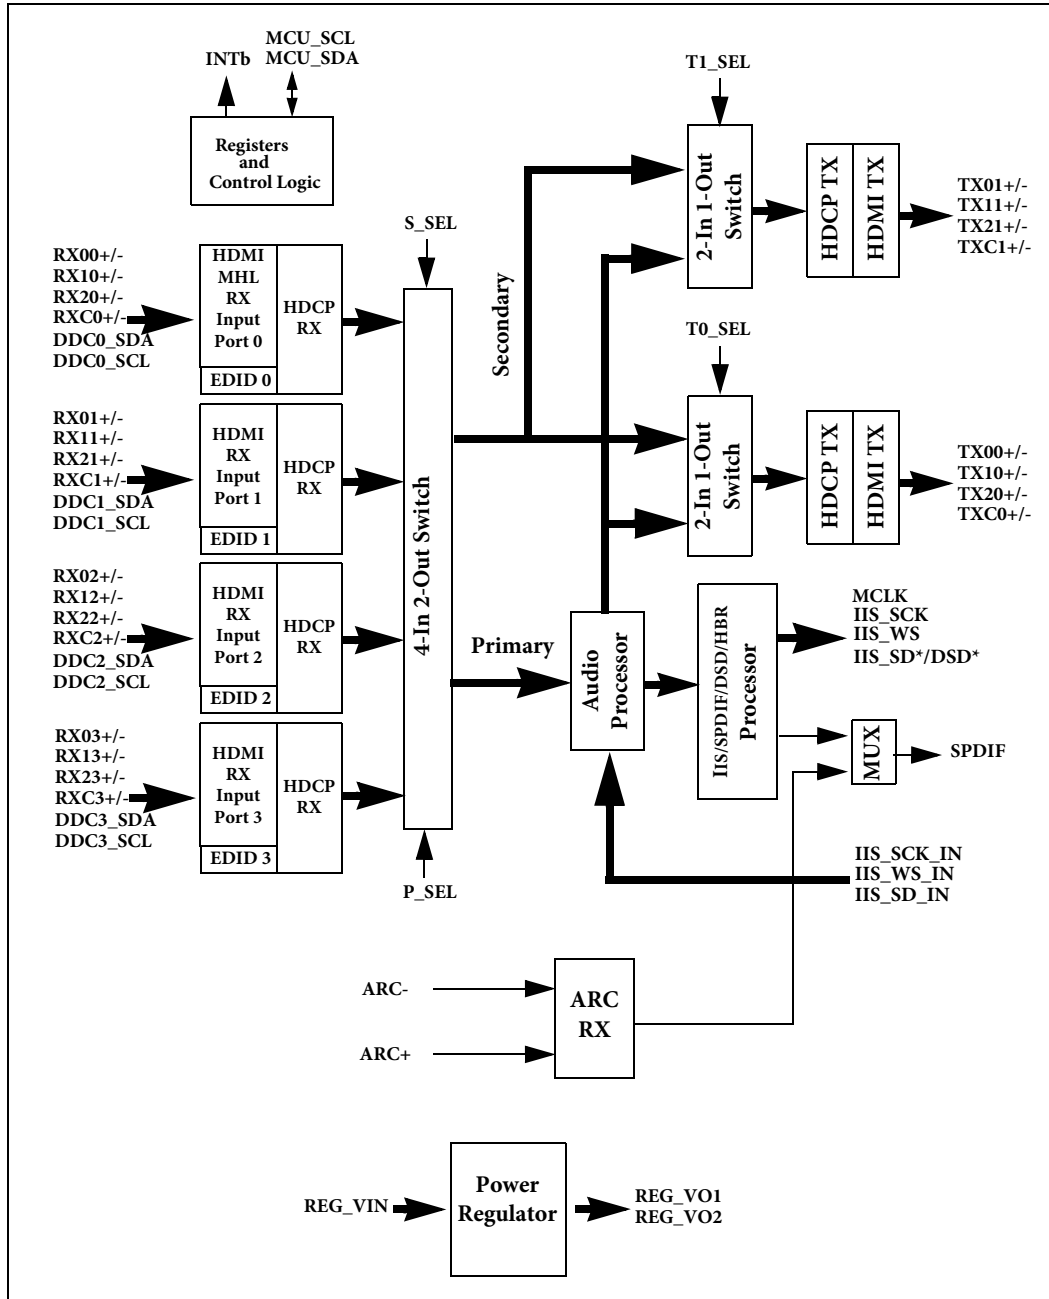 MCU_SCL
MCU_SDA
INTb
Registers
and
Control Logic
T1_SEL
2-In 1-Out
Switch
HDCP TX
HDMI TX
TX01+/-
TX11+/-
TX21+/-
TXC1+/-
S_SEL
RX00+/-
RX10+/-
RX20+/-
RXC0+/-
DDC0_SDA
DDC0_SCL
HDMI
MHL
RX
Input
Port 0
EDID 0
HDCP
RX
Secondary
T0_SEL
RX01+/-
RX11+/-
RX21+/-
RXC1+/-
DDC1_SDA
DDC1_SCL
HDMI
RX
Input
Port 1
EDID 1
HDCP
RX
4-In 2-Out Switch
2-In 1-Out
Switch
HDCP TX
HDMI TX
TX00+/-
TX10+/-
TX20+/-
TXC0+/-
RX02+/-
RX12+/-
RX22+/-
RXC2+/-
DDC2_SDA
DDC2_SCL
HDMI
RX
Input
Port 2
EDID 2
HDCP
RX
Primary
Audio
Processor
IIS/SPDIF/DSD/HBR
Processor
MCLK
IIS_SCK
IIS_WS
IIS_SD*/DSD*
RX03+/-
RX13+/-
RX23+/-
RXC3+/-
DDC3_SDA
DDC3_SCL
HDMI
RX
Input
Port 3
EDID 3
HDCP
RX
MUX
SPDIF
P_SEL
IIS_SCK_IN
IIS_WS_IN
IIS_SD_IN
ARC-
ARC+
ARC
RX
REG_VIN
Power
Regulator
REG_VO1
REG_VO2